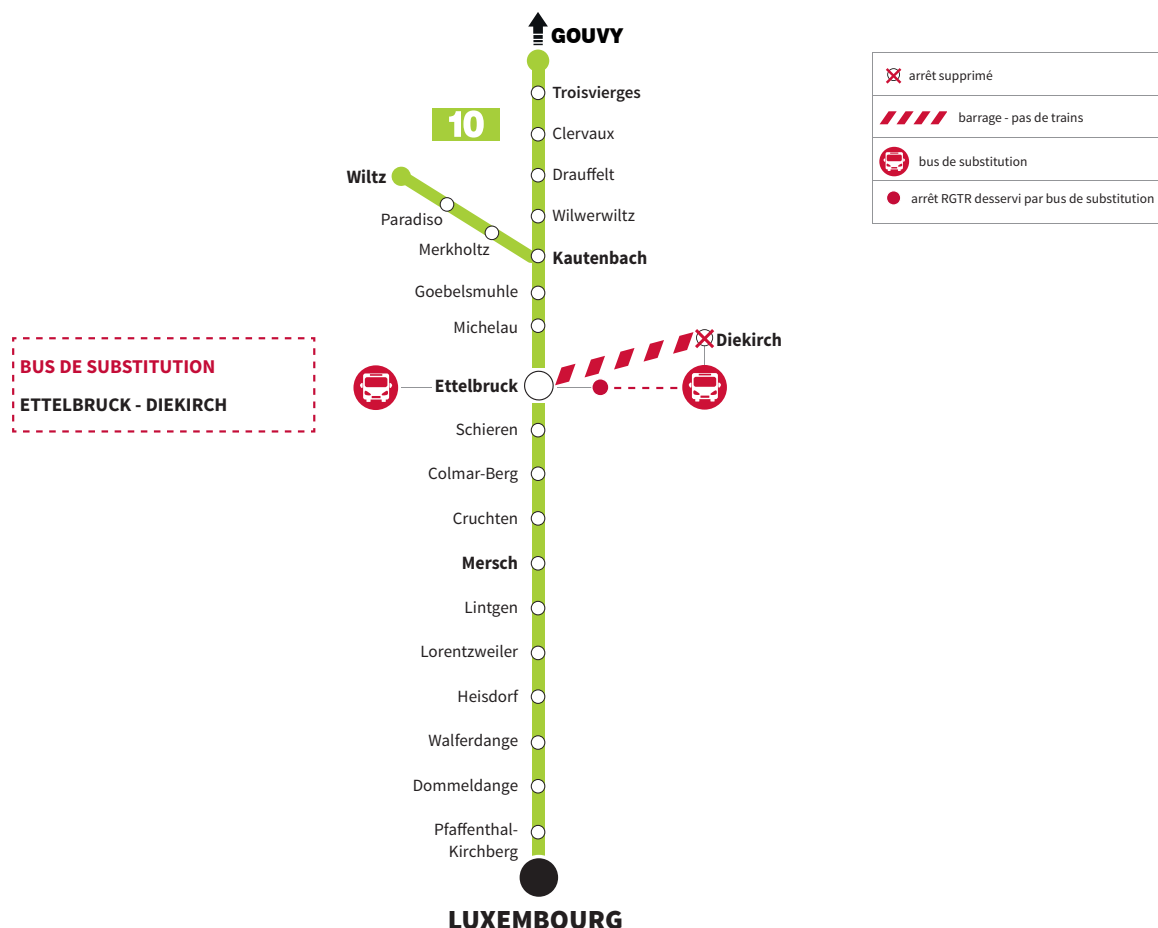 GOUVY
Troisvierges
10
Clervaux
Drauffelt
Wiltz
Paradiso
Wilwerwiltz
Merkholtz
Kautenbach
Goebelsmuhle
Michelau
Diekirch
Ettelbruck
BUS DE SUBSTITUTION
ETTELBRUCK - DIEKIRCH
Schieren
Colmar-Berg
Cruchten
Mersch
Lintgen
Lorentzweiler
Heisdorf
Walferdange
Dommeldange
Pfaffenthal-
Kirchberg
LUXEMBOURG
arrêt supprimé
barrage - pas de trains
bus de substitution
arrêt RGTR desservi par bus de substitution